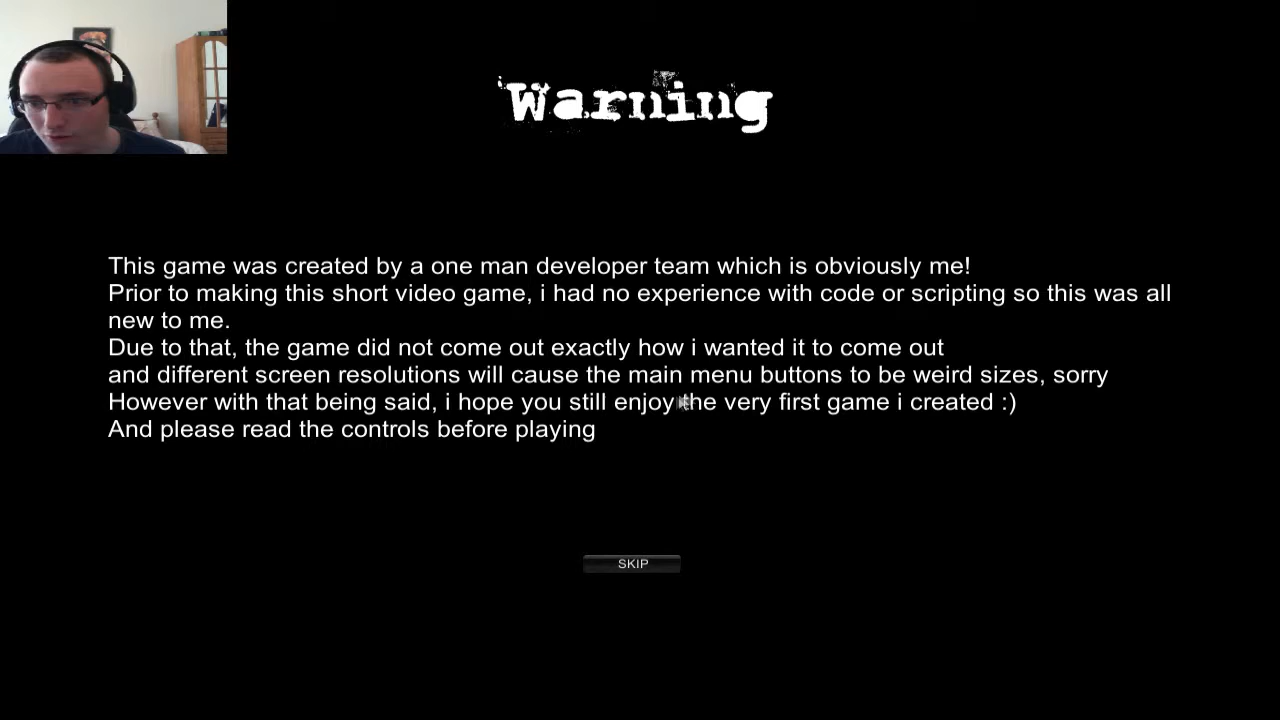 Warning
This game was created by a one man developer team which is obviously me!
Prior to making this short video game, i had no experience with code or scripting so this was all
new to me.
Due to that, the game did not come out exactly how i wanted it to come out
and different screen resolutions will cause the main menu buttons to be weird sizes, sorry
However with that being said, i hope you still enjoy the very first game i created :)
And please read the controls before playing
SKIP